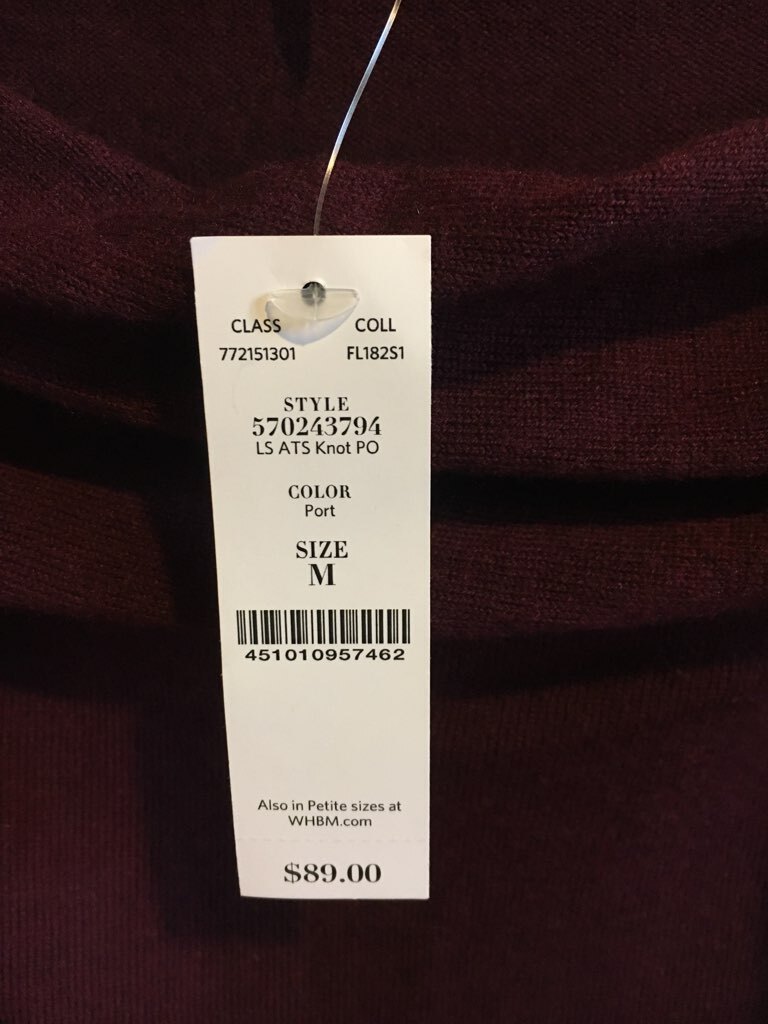 CLASS COLL
772151301 FL182S1
STYLE
570243794
LS ATS Knot PO
COLOR
Port
SIZE
M
451010957462
Also in Petite sizes at
WHBM.com
$89.00